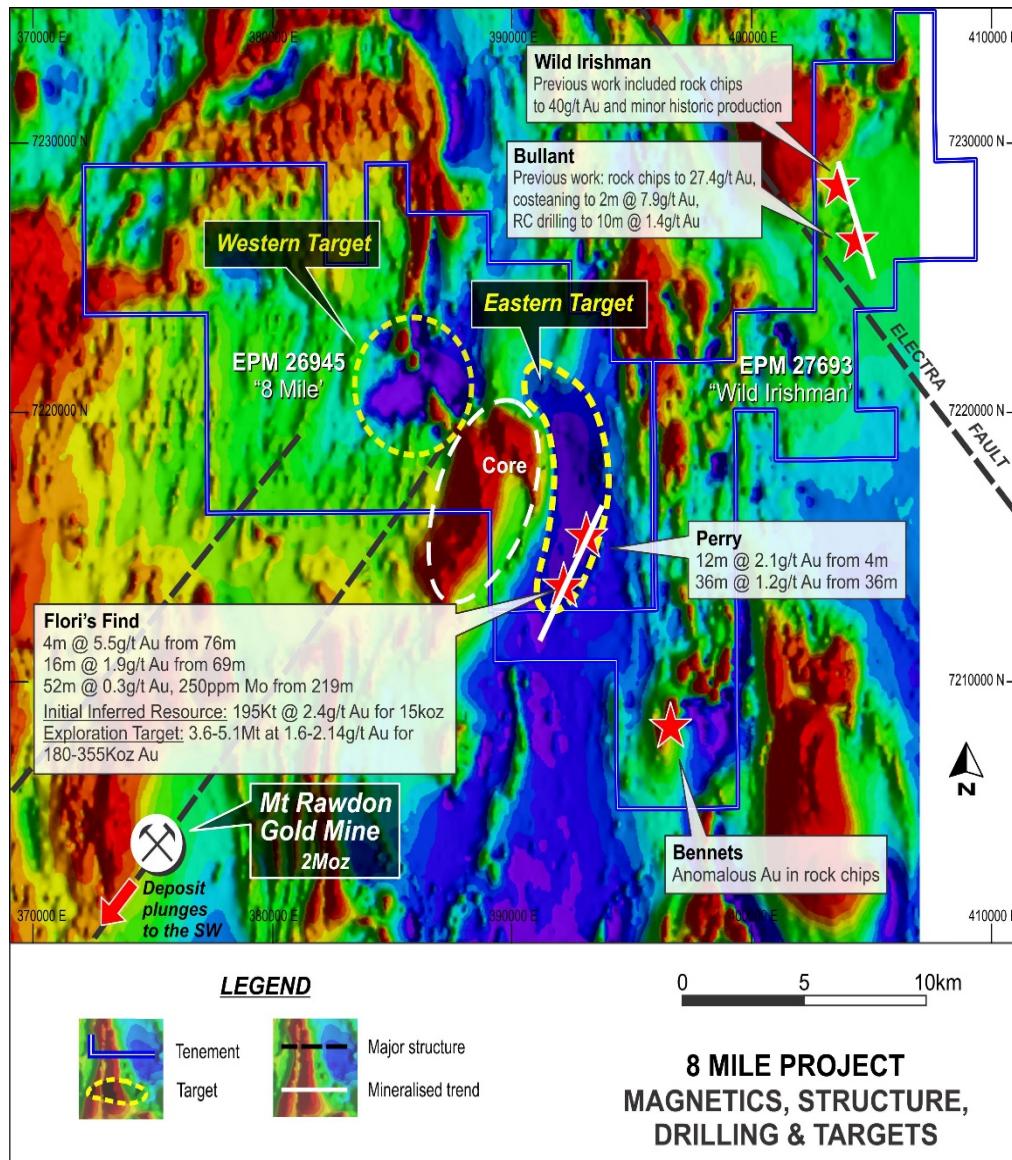 370000 E
380000 E
390000 E
400000 E
410000 E
Wild Irishman
Previous work included rock chips
to 40g/t Au and minor historic production
7230000 N
7230000 N
Bullant
Previous work: rock chips to 27.4g/t Au,
costeaning to 2m @ 7.9g/t Au,
RC drilling to 10m @ 1.4g/t Au
Western Target
Eastern Target
EPM 26945
"8 Mile'
EPM 27693
"Wild Irishman'
ELECTRA
FAULT
7220000 N
7220000 N
Core
Perry
12m @ 2.1g/t Au from 4m
36m @ 1.2g/t Au from 36m
Flori's Find
4m @ 5.5g/t Au from 76m
16m @ 1.9g/t Au from 69m
52m @ 0.3g/t Au, 250ppm Mo from 219m
Initial Inferred Resource: 195Kt @ 2.4g/t Au for 15koz
Exploration Target: 3.6-5.1Mt at 1.6-2.14g/t Au for
180-355Koz Au
7210000 N
N
Mt Rawdon
Gold Mine
2Moz
Bennets
Anomalous Au in rock chips
Deposit
plunges
to the SW
370000 E
380000 E
390000 E
400000 E
410000 E
LEGEND
Tenement
Target
Major structure
Mineralised trend
0 5 10km
8 MILE PROJECT
MAGNETICS, STRUCTURE,
DRILLING & TARGETS